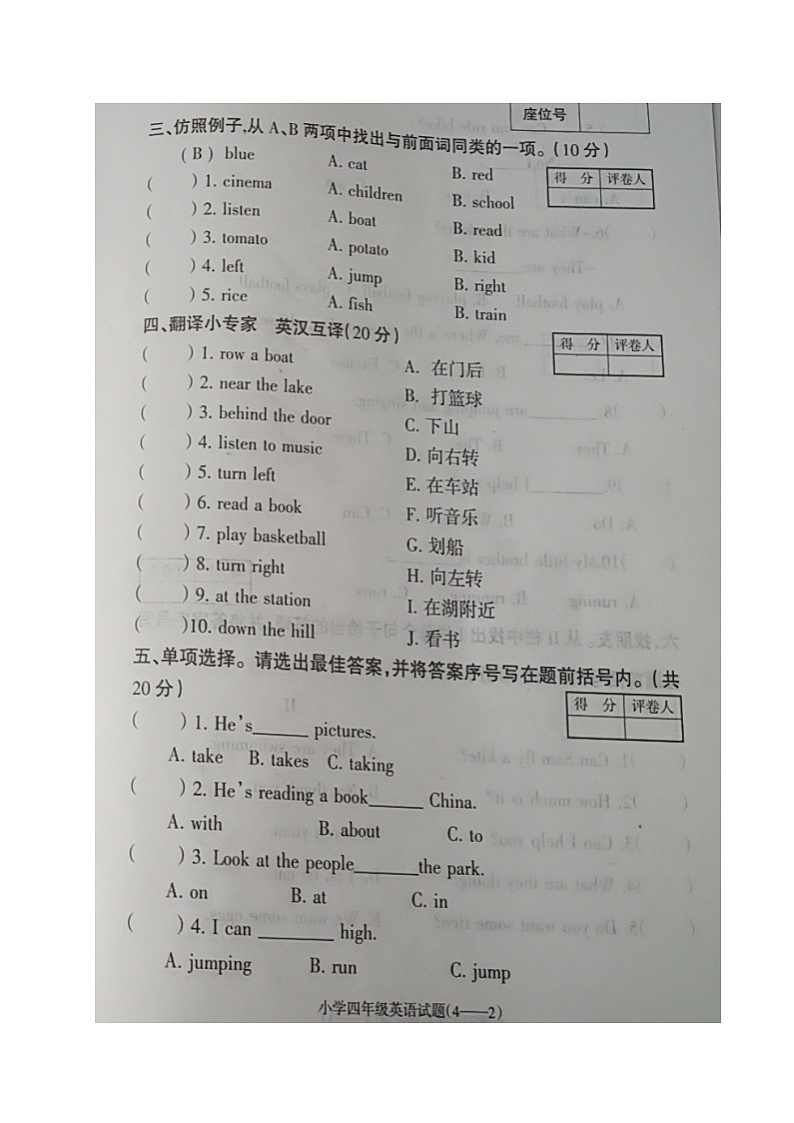 座位号
三、仿照例子,从 A、B 两项中找出与前面词同类的一项。(10 分)
( B ) blue A. cat B. red
得 分 评卷人
( ) 1. cinema A. children B. school
( ) 2. listen A. boat B. read
( ) 3. tomato A. potato B. kid
( ) 4. left A. jump B. right
( ) 5. rice A. fish B. train
四、翻译小专家 英汉互译(20 分)
得 分 评卷人
( ) 1. row a boat A. 在门后
( ) 2. near the lake B. 打篮球
( ) 3. behind the door C. 下山
( ) 4. listen to music D. 向右转
( ) 5. turn left E. 在车站
( ) 6. read a book F. 听音乐
( ) 7. play basketball G. 划船
( ) 8. turn right H. 向左转
( ) 9. at the station I. 在湖附近
( )10. down the hill J. 看书
五、单项选择。请选出最佳答案,并将答案序号写在题前括号内。(共
20 分)
得 分 评卷人
( ) 1. He's______ pictures.
A. take B. takes C. taking
( ) 2. He's reading a book______ China.
A. with B. about C. to
( ) 3. Look at the people_______the park.
A. on B. at C. in
( ) 4. I can ________ high.
A. jumping B. run C. jump
小学四年级英语试题(4——2)